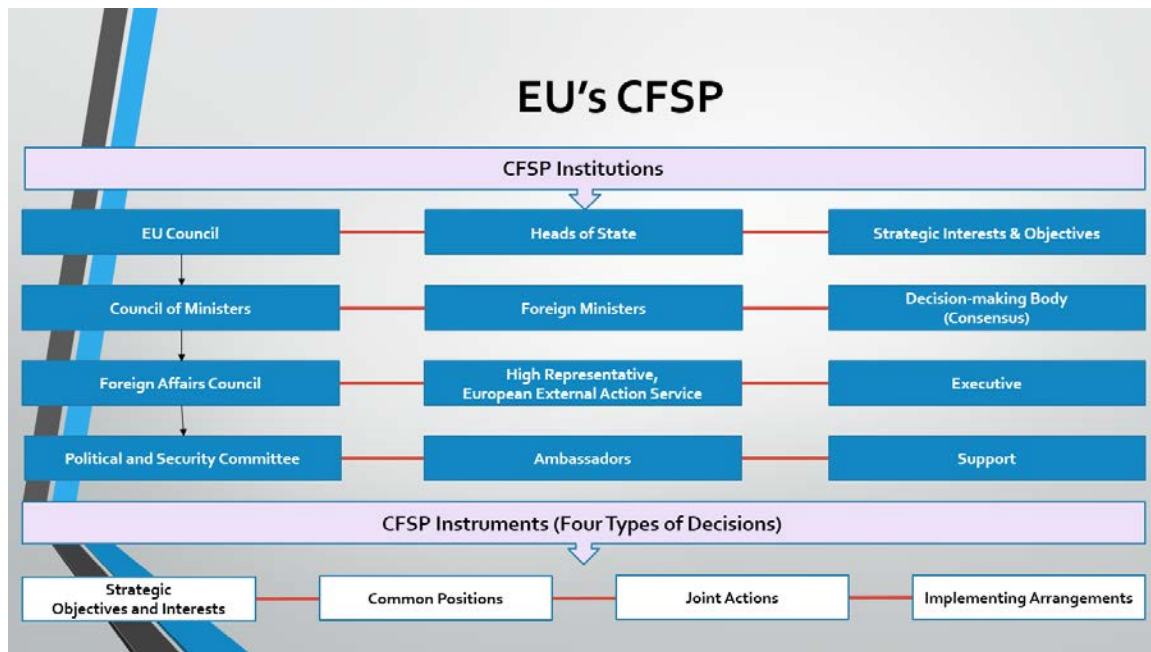 EU's CFSP
CFSP Institutions
EU Council
Heads of State
Strategic Interests & Objectives
Council of Ministers
Foreign Ministers
Decision-making Body
(Consensus)
Foreign Affairs Council
High Representative,
European External Action Service
Executive
Political and Security Committee
Ambassadors
Support
CFSP Instruments (Four Types of Decisions)
Strategic
Objectives and Interests
Common Positions
Joint Actions
Implementing Arrangements